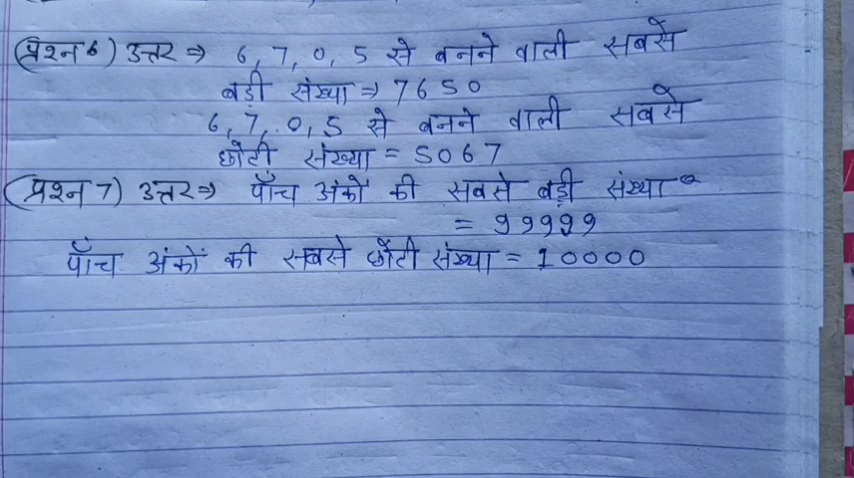 (प्रश्न 6) उत्तर ⇒ 6, 7, 0, 5 से बनने वाली सबसे
बड़ी संख्या ⇒ 7650
6, 7, 0, 5 से बनने वाली सबसे
छोटी संख्या = 5067
(प्रश्न 7) उत्तर ⇒ पाँच अंकों की सबसे बड़ी संख्या
= 99999
पाँच अंकों की सबसे छोटी संख्या = 10000